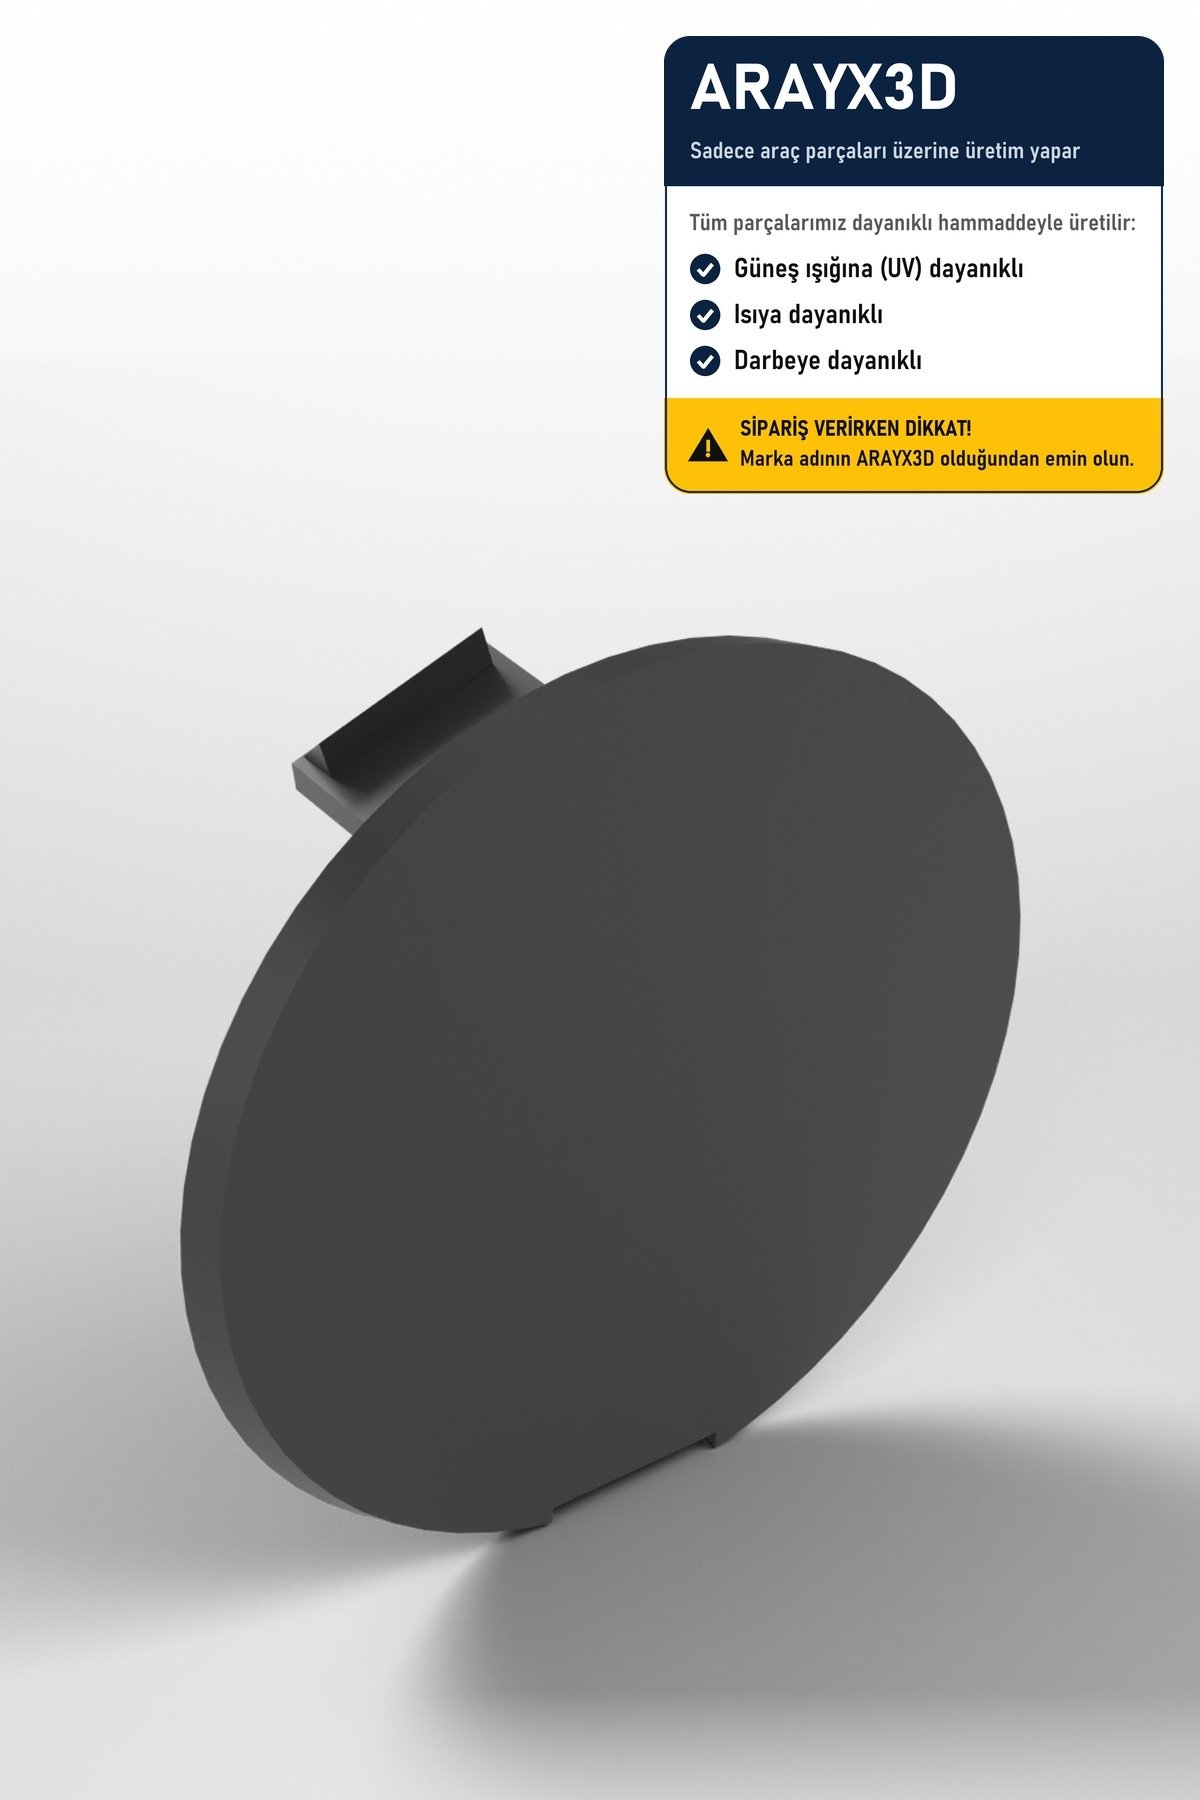 ARAYX3D
Sadece araç parçaları üzerine üretim yapar
Tüm parçalarımız dayanıklı hammaddeyle üretilir:
Güneş ışığına (UV) dayanıklı
Isıya dayanıklı
Darbeye dayanıklı
SİPARİŞ VERİRKEN DİKKAT!
Marka adının ARAYX3D olduğundan emin olun.